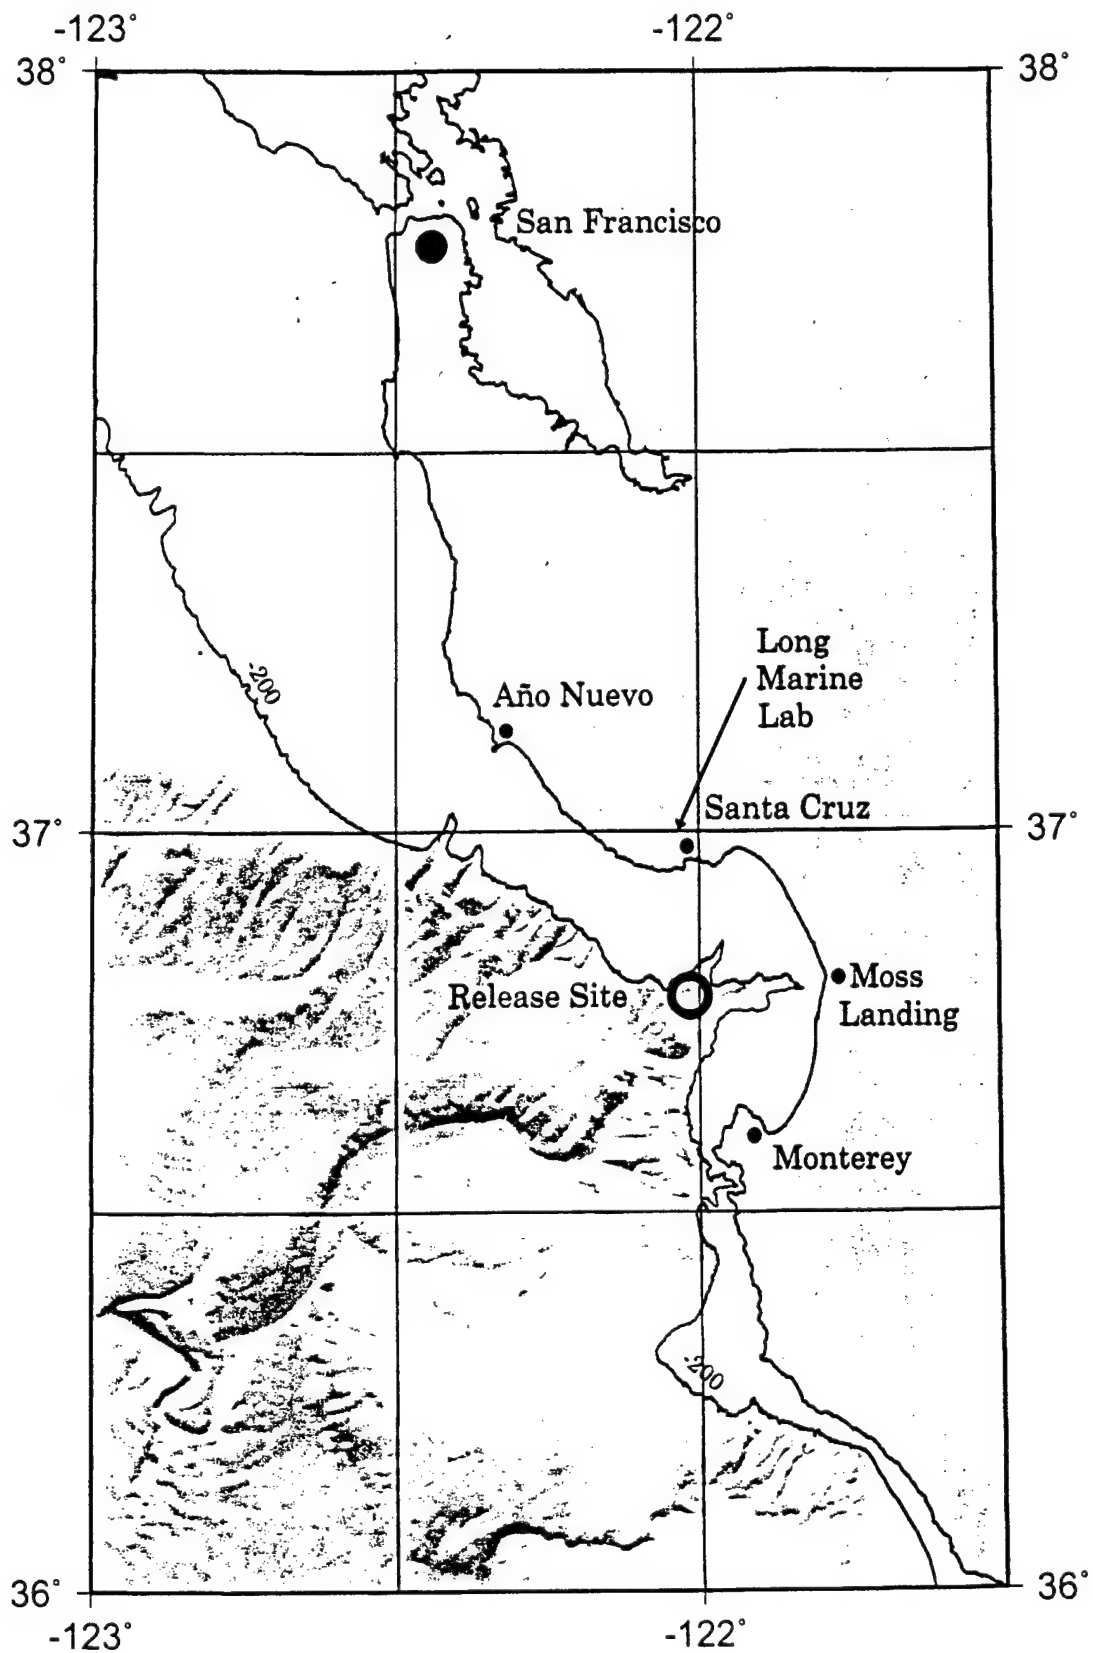 -123° -122°
38° 38°
San Francisco
-200
Long
Marine
Lab
Año Nuevo
Santa Cruz
37° 37°
Release Site
Moss
Landing
Monterey
-200
36° 36°
-123° -122°